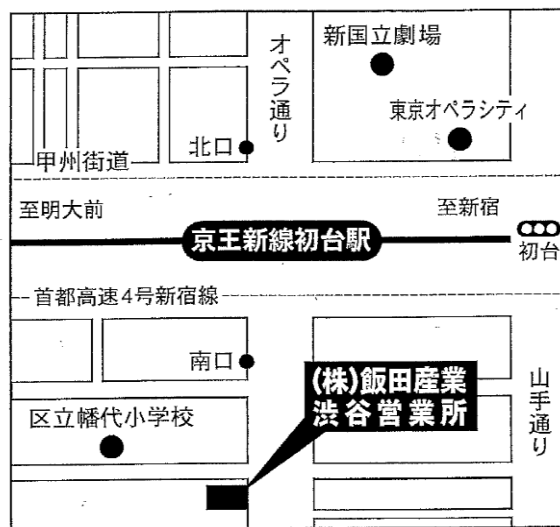 新国立劇場
オペラ通り
東京オペラシティ
北口
甲州街道
至明大前
至新宿
京王新線初台駅
初台
首都高速4号新宿線
南口
(株)飯田産業
渋谷営業所
山手通り
区立幡代小学校